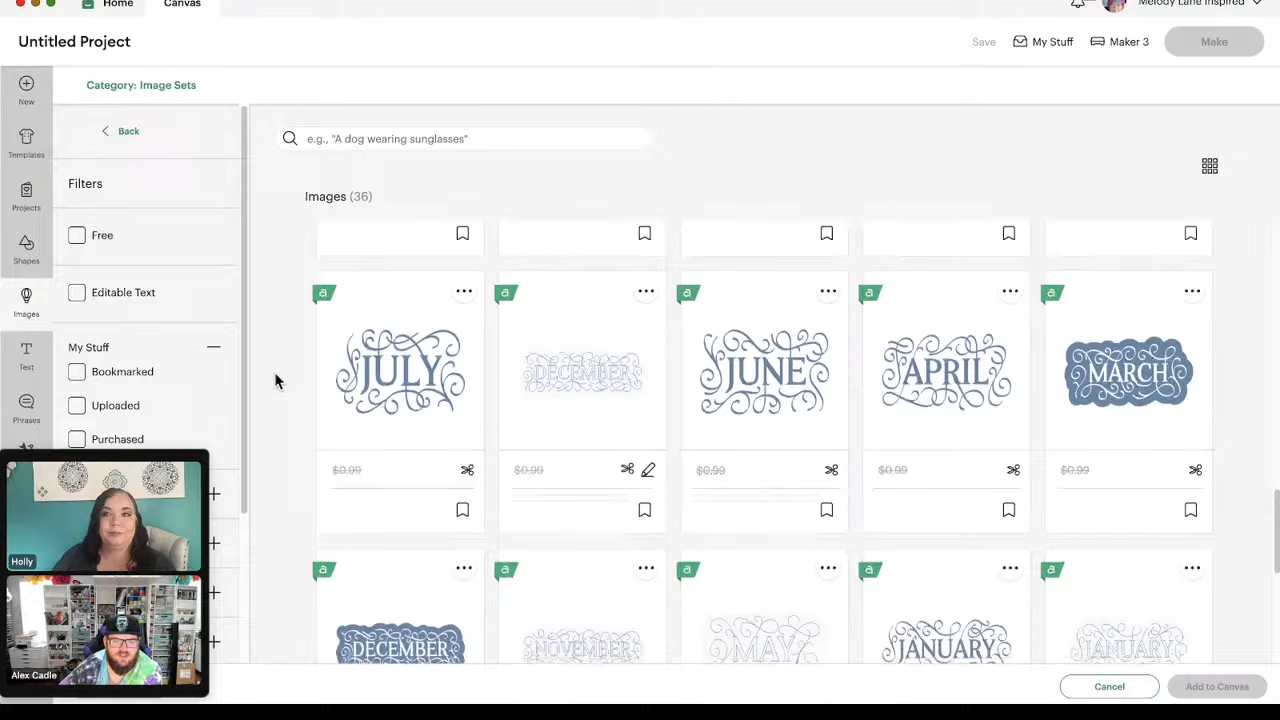 Home
Canvas
Melody Lane Inspired
Untitled Project
Save
My Stuff
Maker 3
Make
New
Templates
Projects
Shapes
Images
Text
Phrases
Category: Image Sets
Back
Filters
Free
Editable Text
My Stuff
Bookmarked
Uploaded
Purchased
e.g., "A dog wearing sunglasses"
Images (36)
a
a
a
a
a
JULY
DECEMBER
JUNE
APRIL
MARCH
$0.99
$0.99
$0.99
$0.99
$0.99
a
a
a
a
a
DECEMBER
NOVEMBER
MAY
JANUARY
JANUARY
Holly
Alex Cadle
Cancel
Add to Canvas